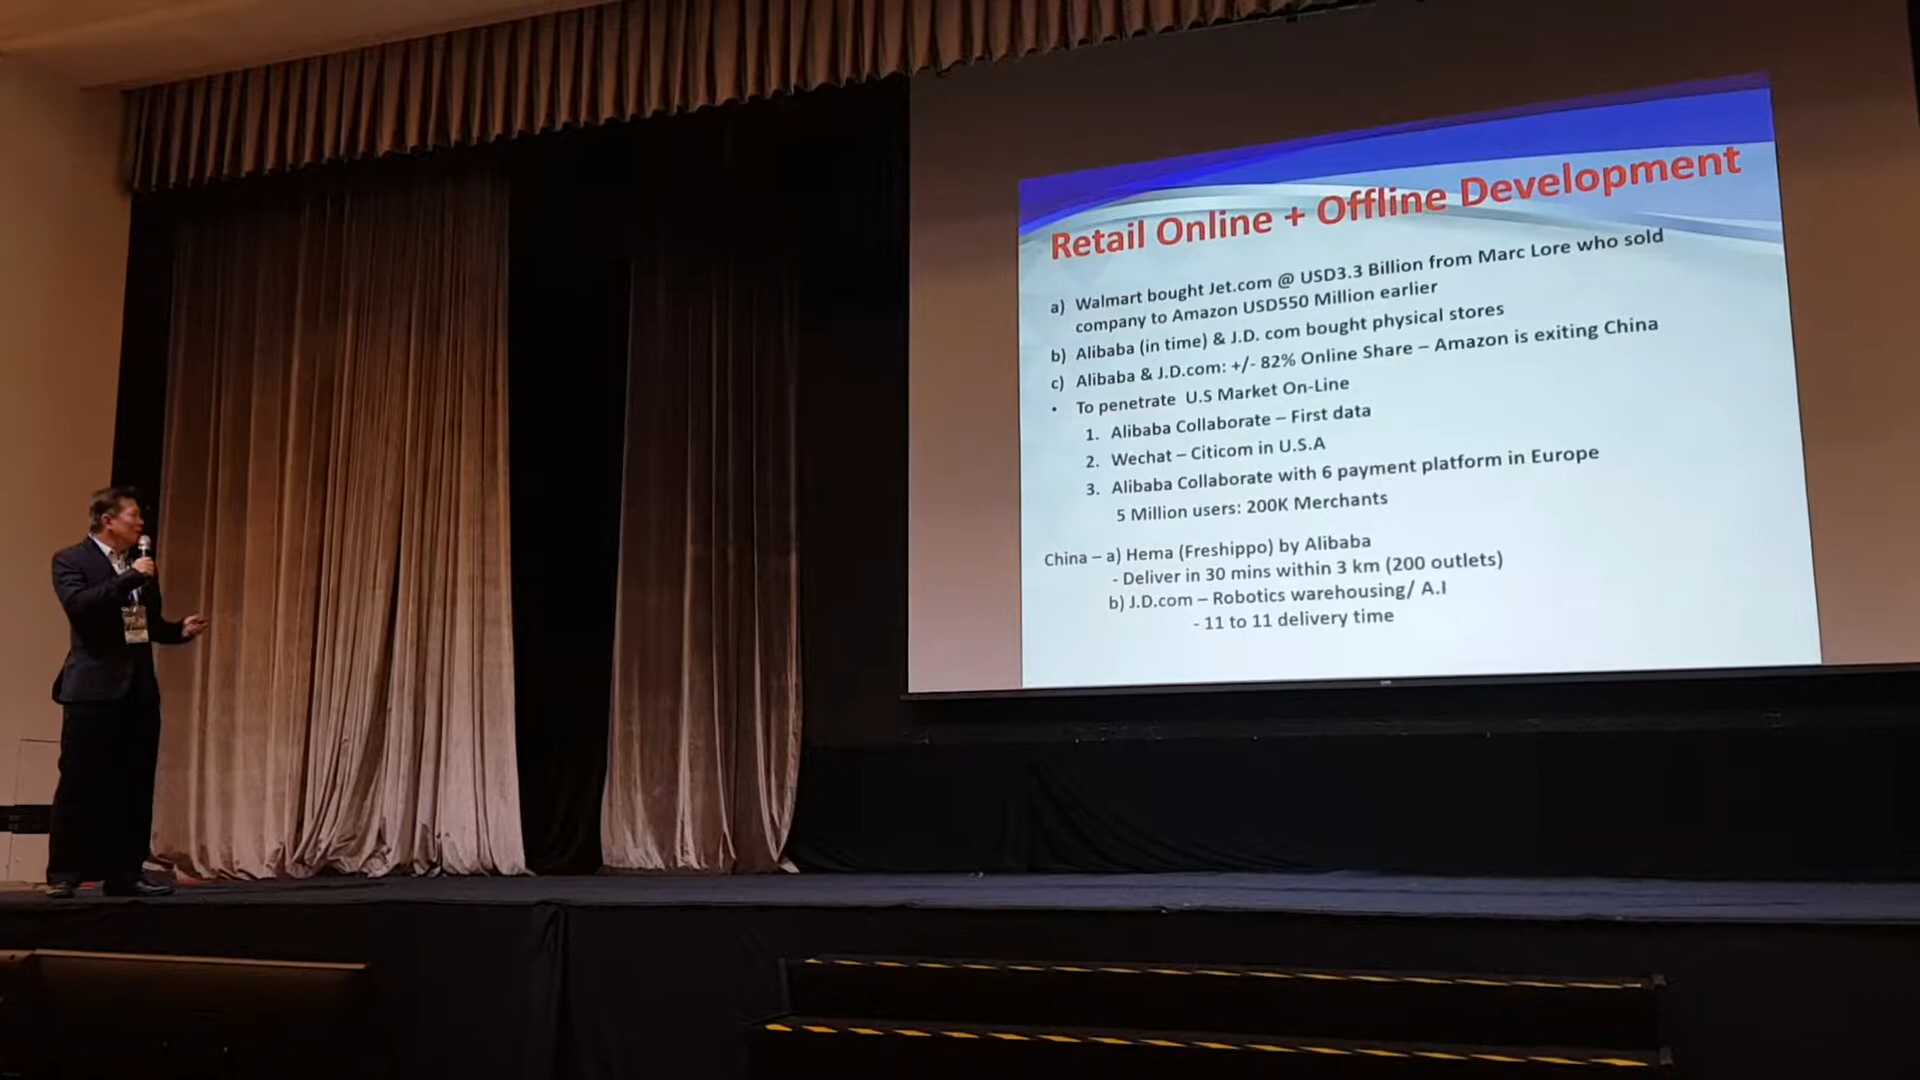 Retail Online + Offline Development
a) Walmart bought Jet.com @ USD3.3 Billion from Marc Lore who sold
company to Amazon USD550 Million earlier
b) Alibaba (in time) & J.D. com bought physical stores
c) Alibaba & J.D.com: +/- 82% Online Share – Amazon is exiting China
• To penetrate U.S Market On-Line
1. Alibaba Collaborate – First data
2. Wechat – Citicom in U.S.A
3. Alibaba Collaborate with 6 payment platform in Europe
5 Million users: 200K Merchants
China – a) Hema (Freshippo) by Alibaba
- Deliver in 30 mins within 3 km (200 outlets)
b) J.D.com – Robotics warehousing/ A.I
- 11 to 11 delivery time